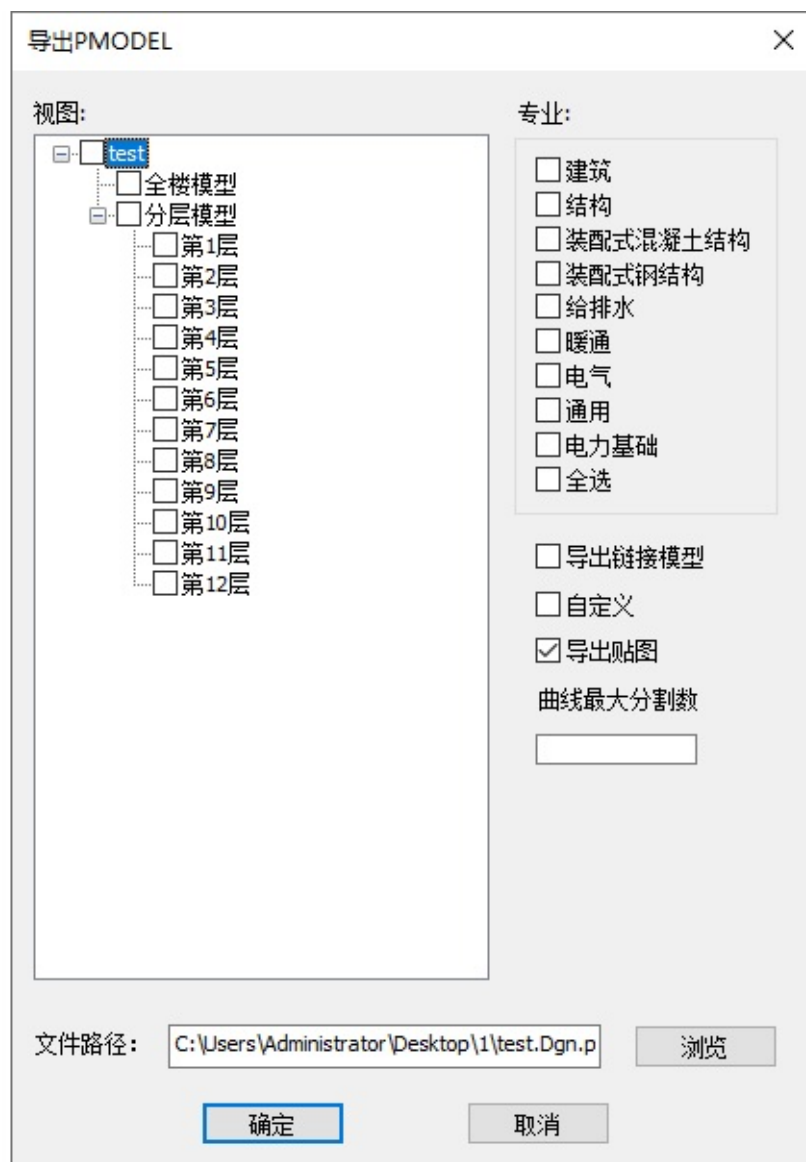 导出PMODEL
视图:
test
全楼模型
分层模型
第1层
第2层
第3层
第4层
第5层
第6层
第7层
第8层
第9层
第10层
第11层
第12层
专业:
建筑
结构
装配式混凝土结构
装配式钢结构
给排水
暖通
电气
通用
电力基础
全选
导出链接模型
自定义
导出贴图
曲线最大分割数
文件路径: C:\Users\Administrator\Desktop\1\test.Dgn.p 浏览
确定 取消